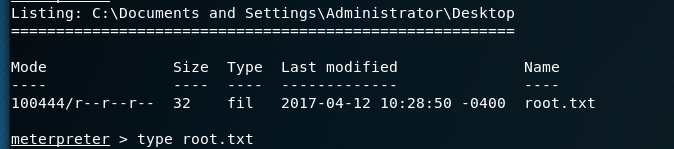 Listing: C:\Documents and Settings\Administrator\Desktop
========================================================
Mode              Size  Type  Last modified              Name
----              ----  ----  -------------              ----
100444/r--r--r--  32    fil   2017-04-12 10:28:50 -0400  root.txt
meterpreter > type root.txt